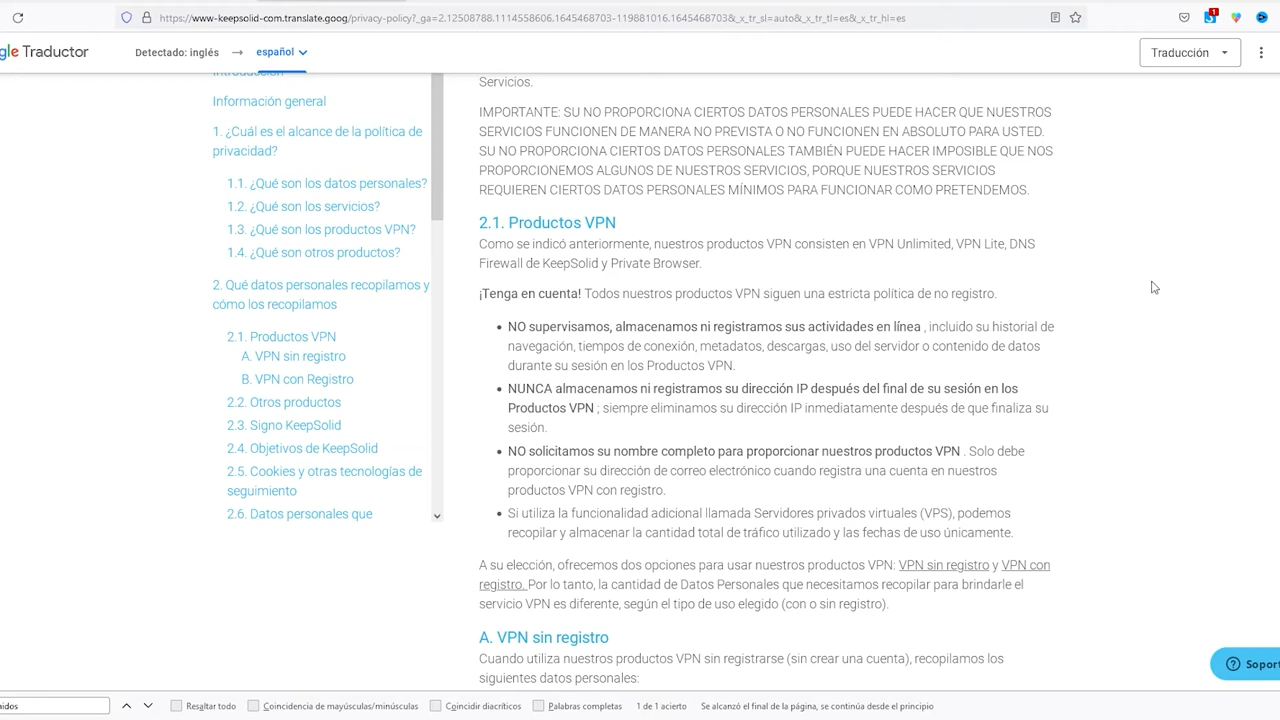 https://www-keepsolid-com.translate.goog/privacy-policy?_ga=2.12508788.1114558606.1645468703-119881016.1645468703&_x_tr_sl=auto&_x_tr_tl=es&_x_tr_hl=es
1
gle Traductor
Detectado: inglés → español
Traducción
Introducción
Información general
1. ¿Cuál es el alcance de la política de
privacidad?
1.1. ¿Qué son los datos personales?
1.2. ¿Qué son los servicios?
1.3. ¿Qué son los productos VPN?
1.4. ¿Qué son otros productos?
2. Qué datos personales recopilamos y
cómo los recopilamos
2.1. Productos VPN
A. VPN sin registro
B. VPN con Registro
2.2. Otros productos
2.3. Signo KeepSolid
2.4. Objetivos de KeepSolid
2.5. Cookies y otras tecnologías de
seguimiento
2.6. Datos personales que
Servicios.
IMPORTANTE: SU NO PROPORCIONA CIERTOS DATOS PERSONALES PUEDE HACER QUE NUESTROS
SERVICIOS FUNCIONEN DE MANERA NO PREVISTA O NO FUNCIONEN EN ABSOLUTO PARA USTED.
SU NO PROPORCIONA CIERTOS DATOS PERSONALES TAMBIÉN PUEDE HACER IMPOSIBLE QUE NOS
PROPORCIONEMOS ALGUNOS DE NUESTROS SERVICIOS, PORQUE NUESTROS SERVICIOS
REQUIEREN CIERTOS DATOS PERSONALES MÍNIMOS PARA FUNCIONAR COMO PRETENDEMOS.
2.1. Productos VPN
Como se indicó anteriormente, nuestros productos VPN consisten en VPN Unlimited, VPN Lite, DNS
Firewall de KeepSolid y Private Browser.
¡Tenga en cuenta! Todos nuestros productos VPN siguen una estricta política de no registro.
• NO supervisamos, almacenamos ni registramos sus actividades en línea , incluido su historial de
navegación, tiempos de conexión, metadatos, descargas, uso del servidor o contenido de datos
durante su sesión en los Productos VPN.
• NUNCA almacenamos ni registramos su dirección IP después del final de su sesión en los
Productos VPN ; siempre eliminamos su dirección IP inmediatamente después de que finaliza su
sesión.
• NO solicitamos su nombre completo para proporcionar nuestros productos VPN . Solo debe
proporcionar su dirección de correo electrónico cuando registra una cuenta en nuestros
productos VPN con registro.
• Si utiliza la funcionalidad adicional llamada Servidores privados virtuales (VPS), podemos
recopilar y almacenar la cantidad total de tráfico utilizado y las fechas de uso únicamente.
A su elección, ofrecemos dos opciones para usar nuestros productos VPN: VPN sin registro y VPN con
registro. Por lo tanto, la cantidad de Datos Personales que necesitamos recopilar para brindarle el
servicio VPN es diferente, según el tipo de uso elegido (con o sin registro).
A. VPN sin registro
Cuando utiliza nuestros productos VPN sin registrarse (sin crear una cuenta), recopilamos los
siguientes datos personales:
Soport
idos
Resaltar todo
Coincidencia de mayúsculas/minúsculas
Coincidir diacríticos
Palabras completas
1 de 1 acierto
Se alcanzó el final de la página, se continúa desde el principio